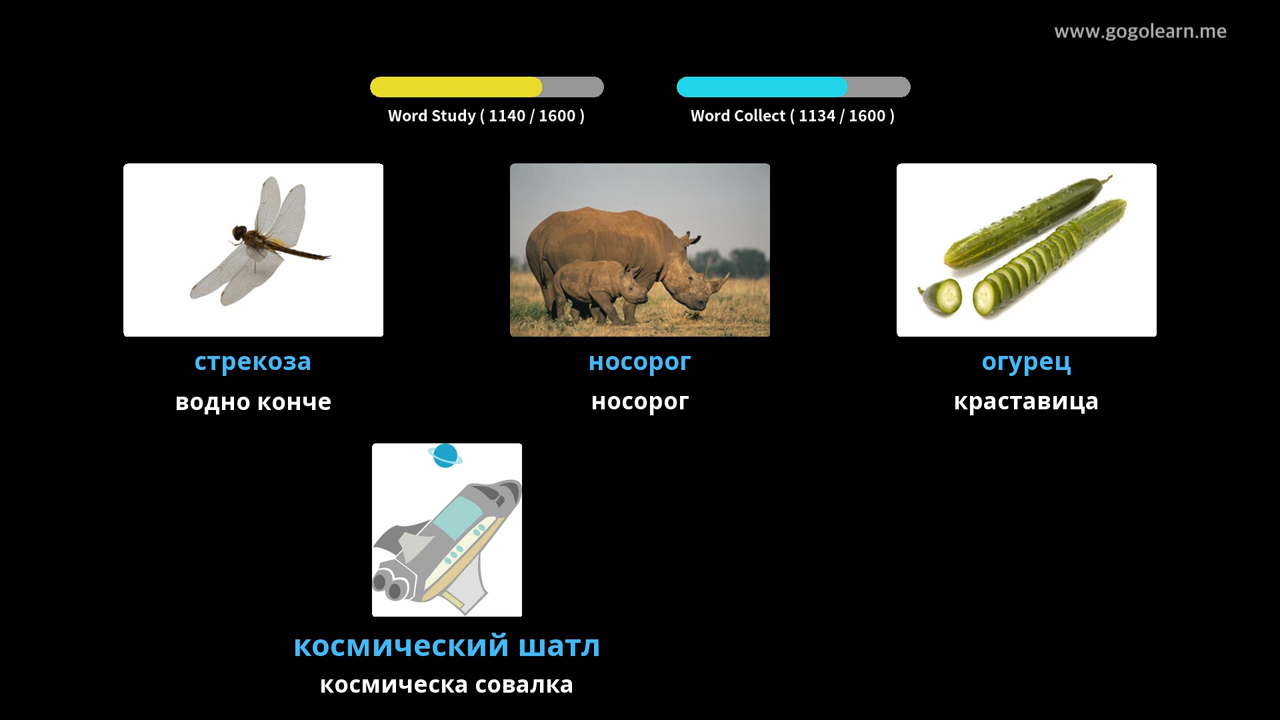 www.gogolearn.me
Word Study ( 1140 / 1600 )
Word Collect ( 1134 / 1600 )
стрекоза
носорог
огурец
водно конче
носорог
краставица
космический шатл
космическа совалка